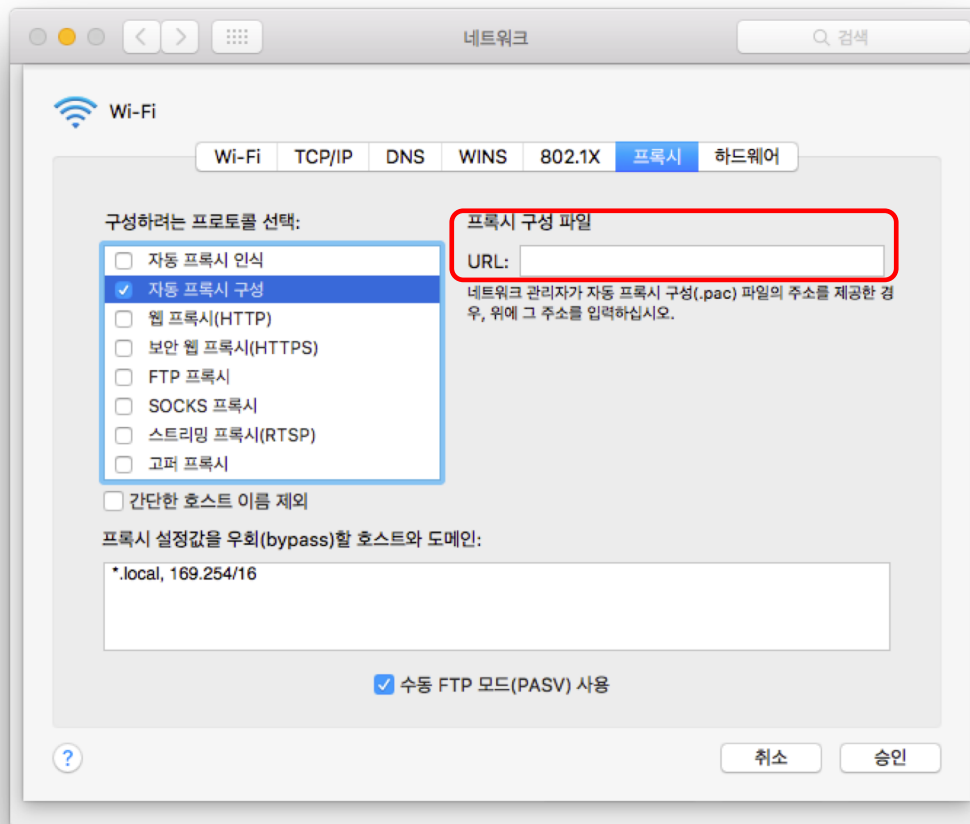 네트워크
검색
Wi-Fi
Wi-Fi TCP/IP DNS WINS 802.1X 프록시 하드웨어
구성하려는 프로토콜 선택:
자동 프록시 인식
자동 프록시 구성
웹 프록시(HTTP)
보안 웹 프록시(HTTPS)
FTP 프록시
SOCKS 프록시
스트리밍 프록시(RTSP)
고퍼 프록시
프록시 구성 파일
URL:
네트워크 관리자가 자동 프록시 구성(.pac) 파일의 주소를 제공한 경
우, 위에 그 주소를 입력하십시오.
간단한 호스트 이름 제외
프록시 설정값을 우회(bypass)할 호스트와 도메인:
*.local, 169.254/16
수동 FTP 모드(PASV) 사용
?
취소
승인